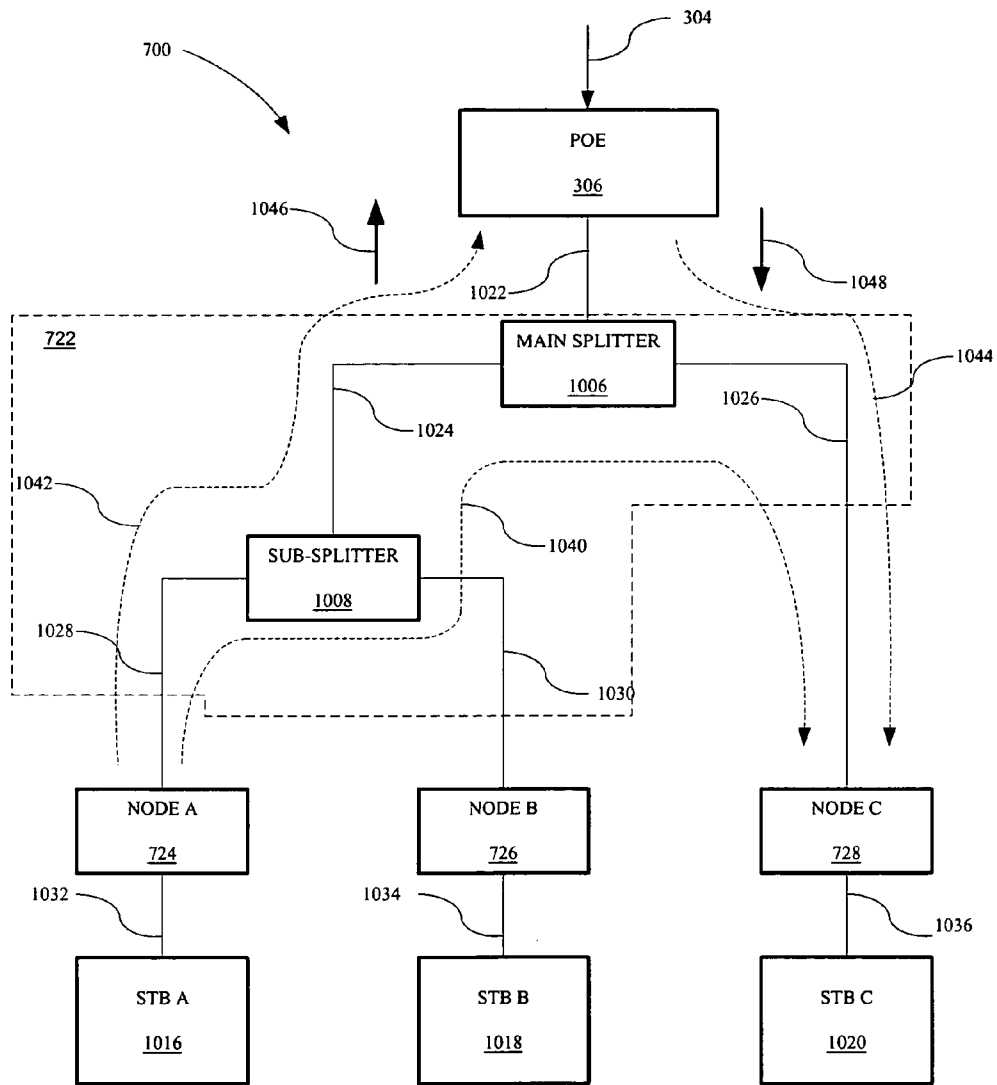 304
700
POE
306
1046
1022
1048
722
MAIN SPLITTER
1006
1044
1024
1026
1042
1040
SUB-SPLITTER
1008
1028
1030
NODE A
724
NODE B
726
NODE C
728
1032
1034
1036
STB A
1016
STB B
1018
STB C
1020